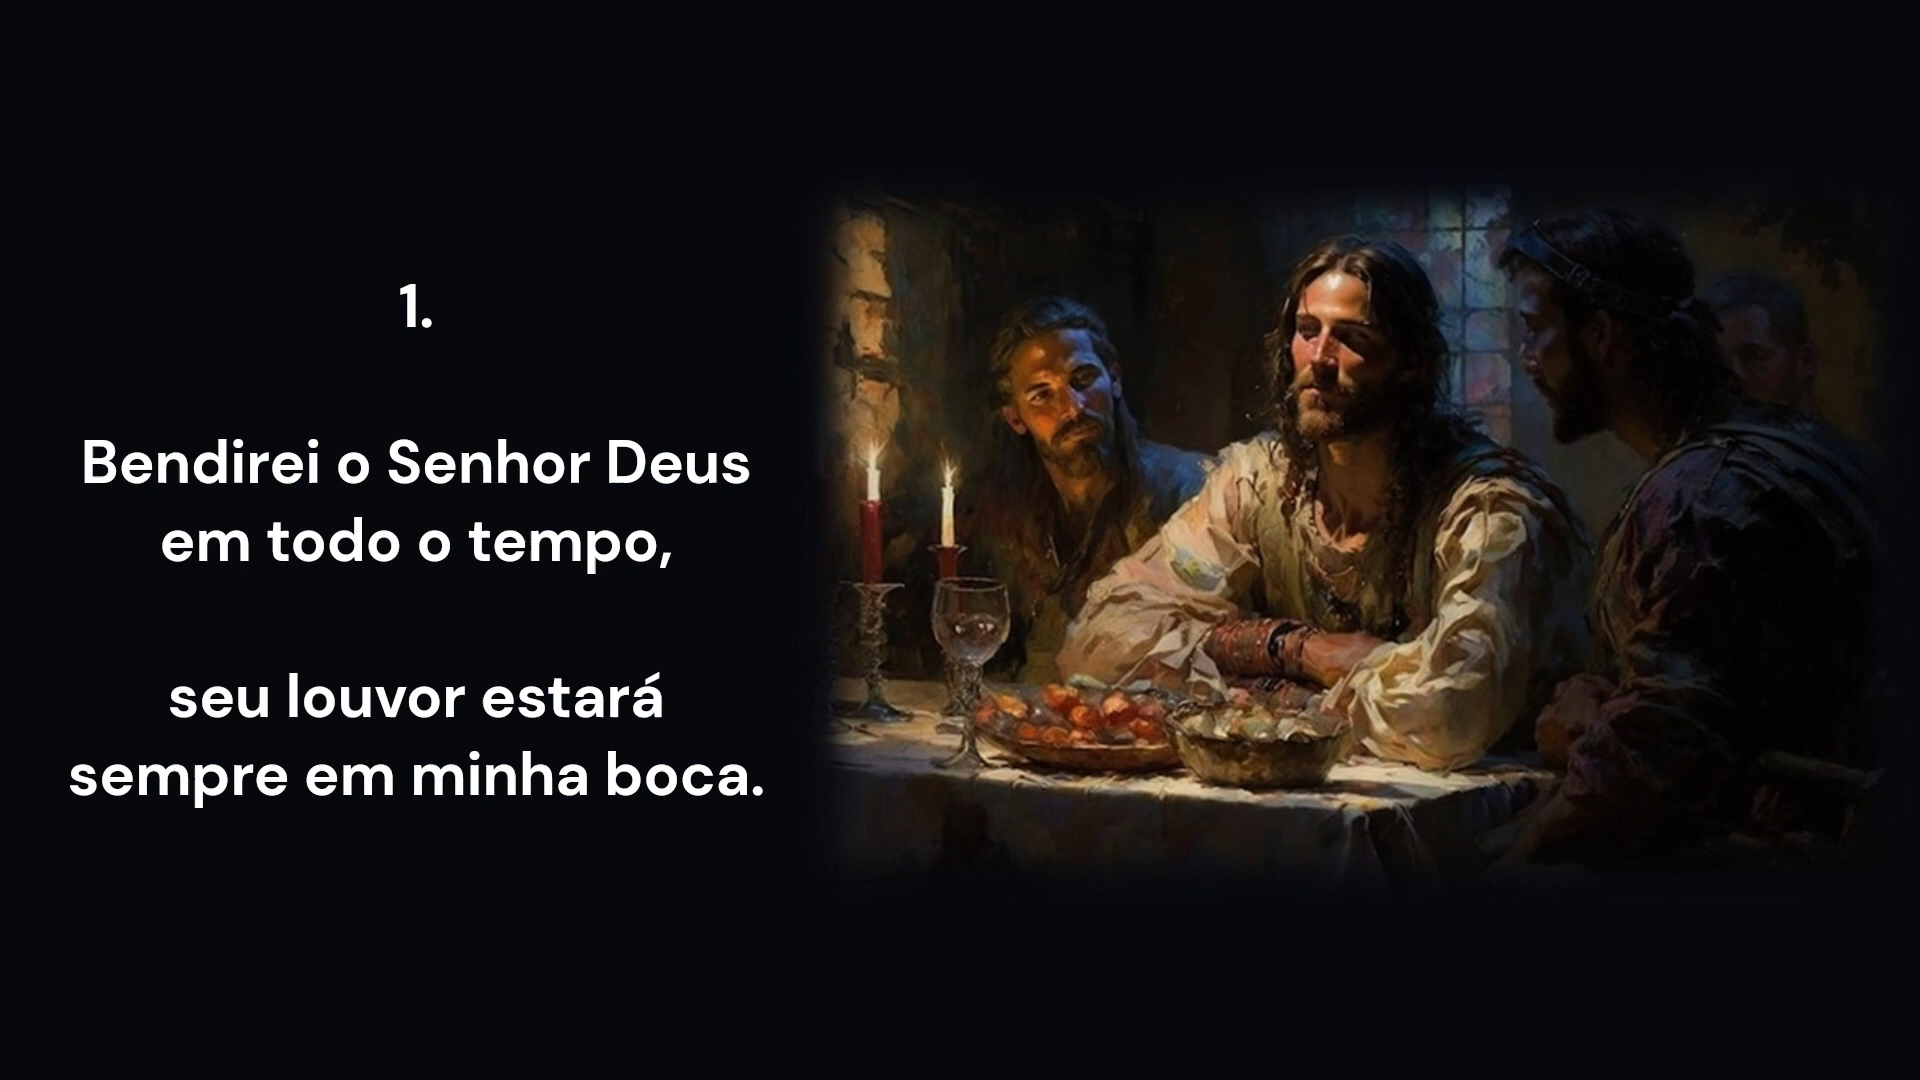 1.
Bendirei o Senhor Deus
em todo o tempo,
seu louvor estará
sempre em minha boca.